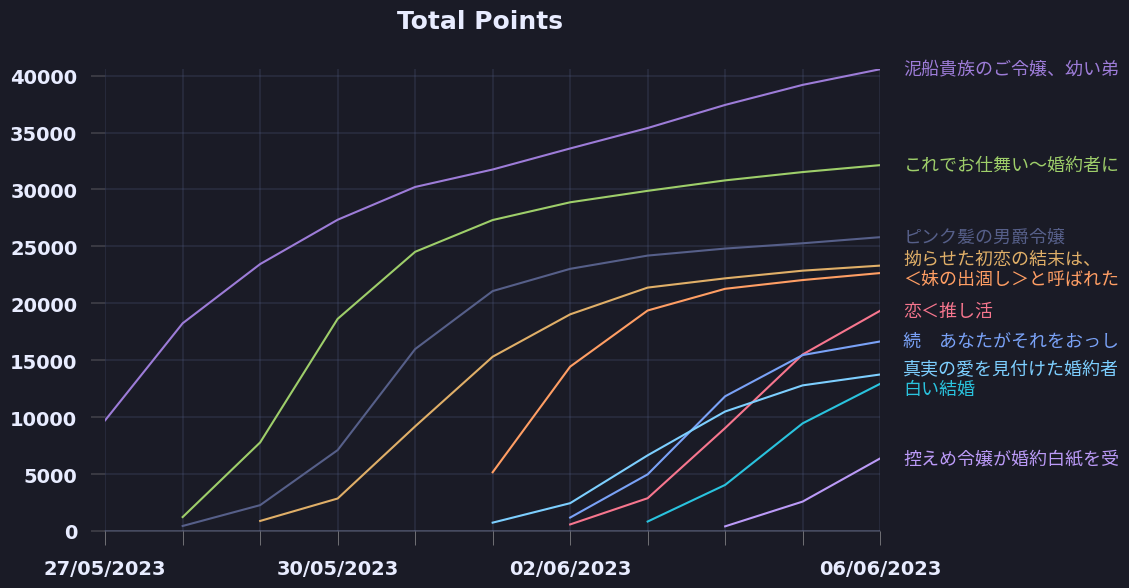 Total Points
40000
35000
30000
25000
20000
15000
10000
5000
0
27/05/2023
30/05/2023
02/06/2023
06/06/2023
泥船貴族のご令嬢、幼い弟
これでお仕舞い～婚約者に
ピンク髪の男爵令嬢
拗らせた初恋の結末は、
＜妹の出涸し＞と呼ばれた
恋＜推し活
続　あなたがそれをおっし
真実の愛を見付けた婚約者
白い結婚
控えめ令嬢が婚約白紙を受